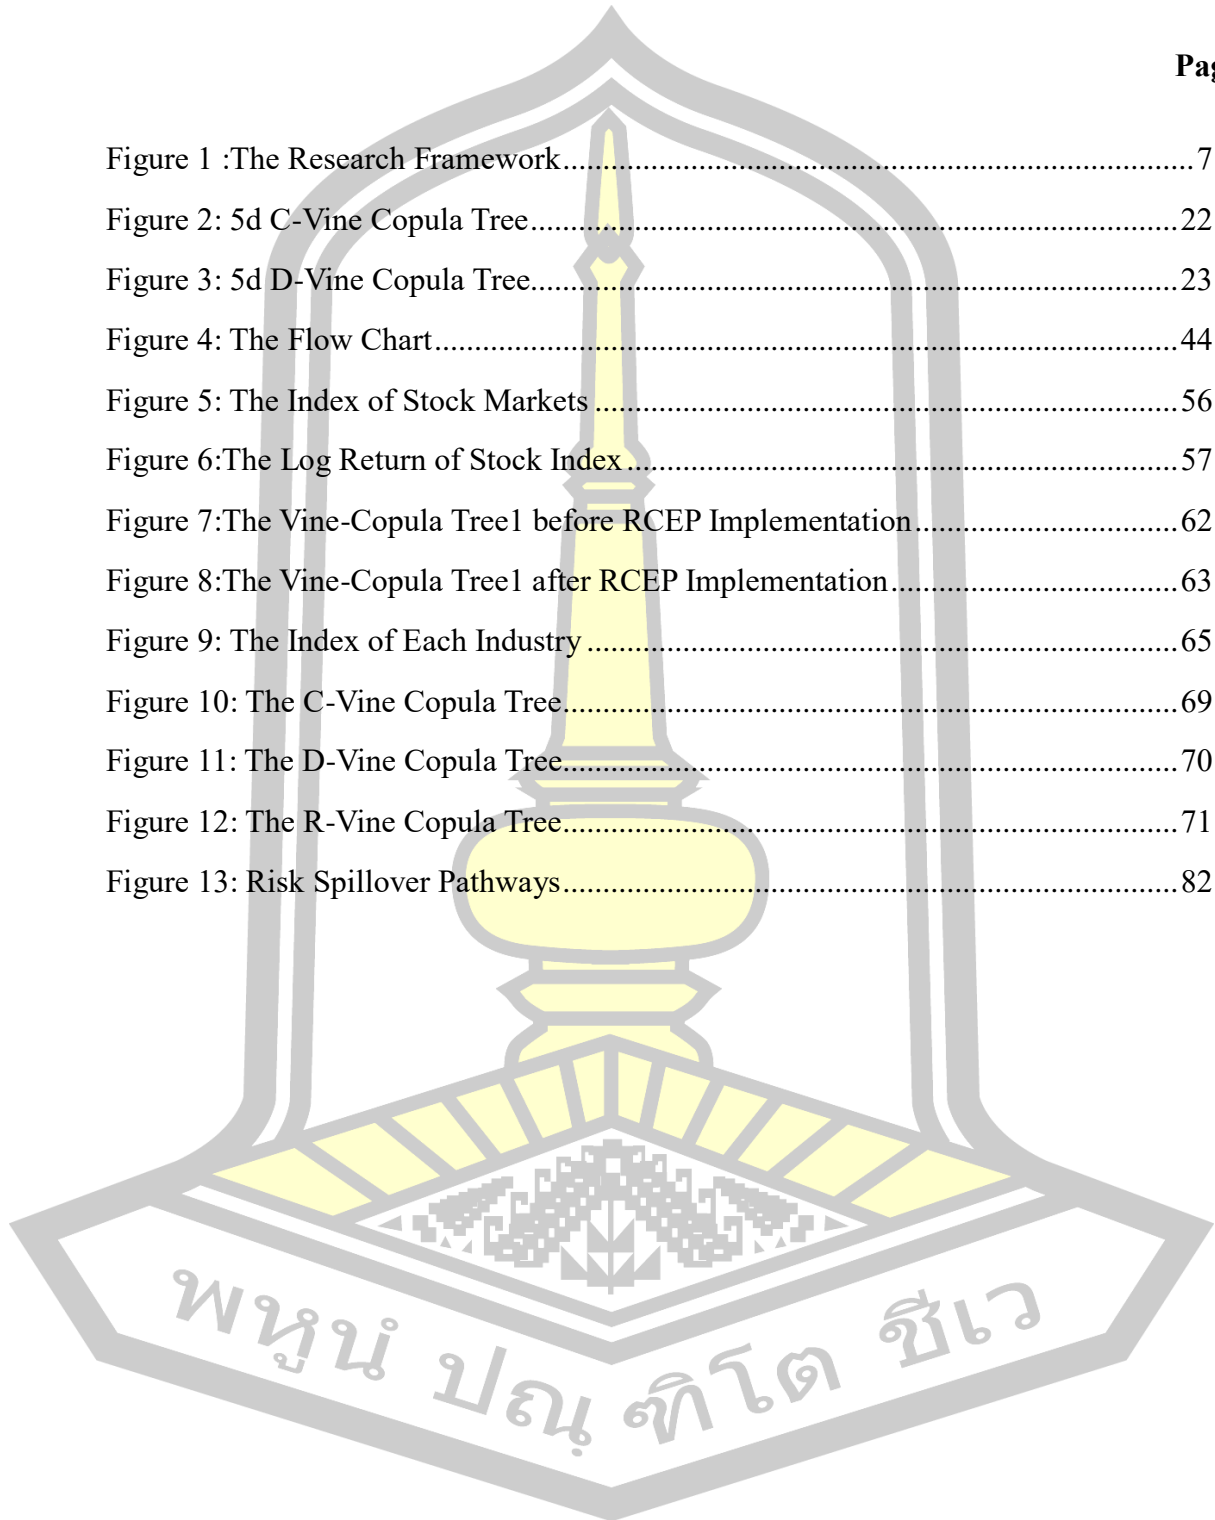 Pag
Figure 1 :The Research Framework..........................................................................................7
Figure 2: 5d C-Vine Copula Tree............................................................................................22
Figure 3: 5d D-Vine Copula Tree............................................................................................23
Figure 4: The Flow Chart.........................................................................................................44
Figure 5: The Index of Stock Markets ....................................................................................56
Figure 6:The Log Return of Stock Index................................................................................57
Figure 7:The Vine-Copula Tree1 before RCEP Implementation......................................62
Figure 8:The Vine-Copula Tree1 after RCEP Implementation.........................................63
Figure 9: The Index of Each Industry .....................................................................................65
Figure 10: The C-Vine Copula Tree........................................................................................69
Figure 11: The D-Vine Copula Tree........................................................................................70
Figure 12: The R-Vine Copula Tree........................................................................................71
Figure 13: Risk Spillover Pathways........................................................................................82
พหูนํ ปณฺฑิโต ชีเว